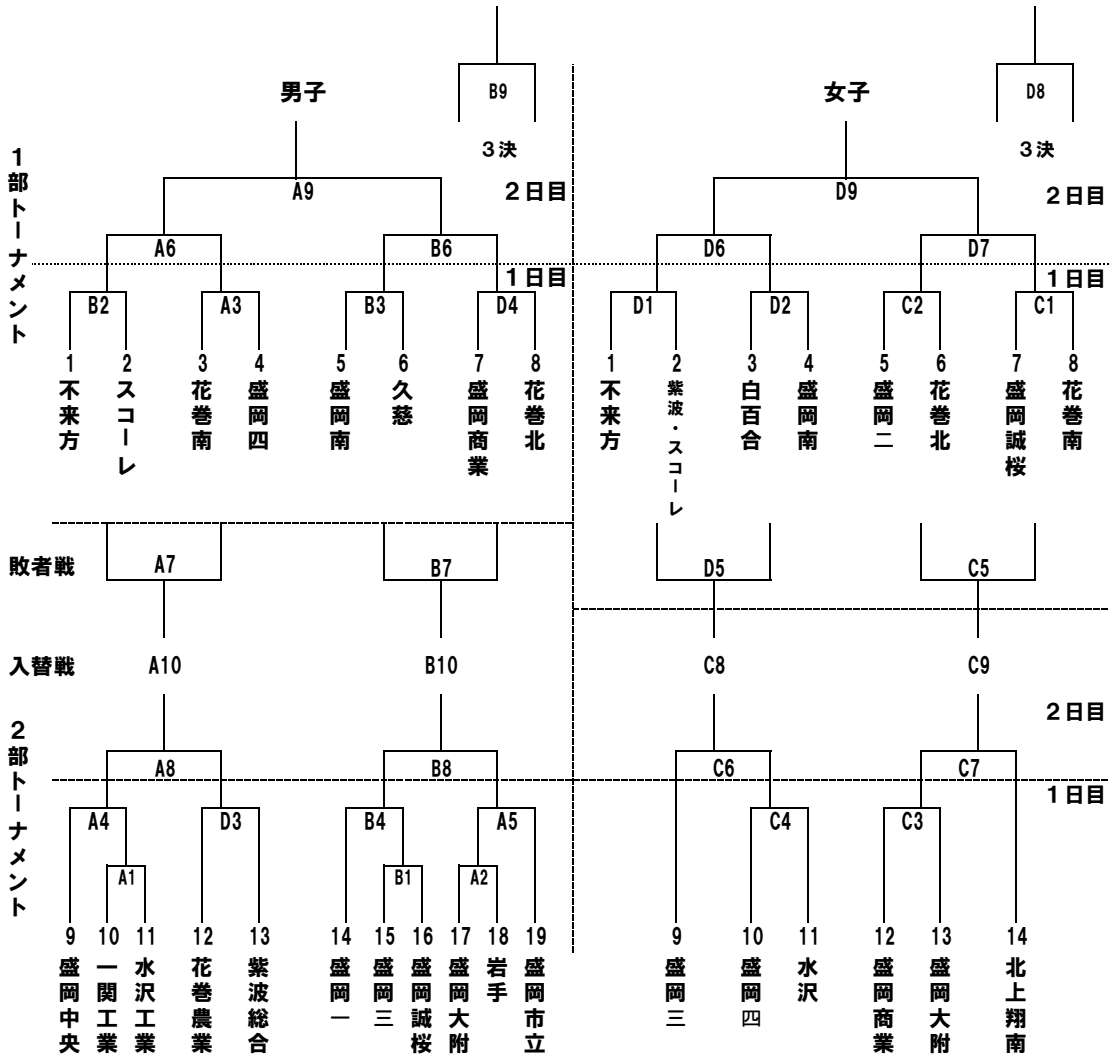 B9
D8
男子
女子
3決
3決
1部トーナメント
A9
2日目
D9
2日目
A6
B6
D6
D7
1日目
1日目
B2
A3
B3
D4
D1
D2
C2
C1
1 不来方
2 スコーレ
3 花巻南
4 盛岡四
5 盛岡南
6 久慈
7 盛岡商業
8 花巻北
1 不来方
2 紫波・スコーレ
3 白百合
4 盛岡南
5 盛岡二
6 花巻北
7 盛岡誠桜
8 花巻南
敗者戦
A7
B7
D5
C5
入替戦
A10
B10
C8
C9
2部トーナメント
2日目
A8
B8
C6
C7
1日目
A4
D3
B4
A5
C4
C3
A1
B1
A2
9 盛岡中央
10 一関工業
11 水沢工業
12 花巻農業
13 紫波総合
14 盛岡一
15 盛岡三
16 盛岡誠桜
17 盛岡大附
18 岩手
19 盛岡市立
9 盛岡三
10 盛岡四
11 水沢
12 盛岡商業
13 盛岡大附
14 北上翔南